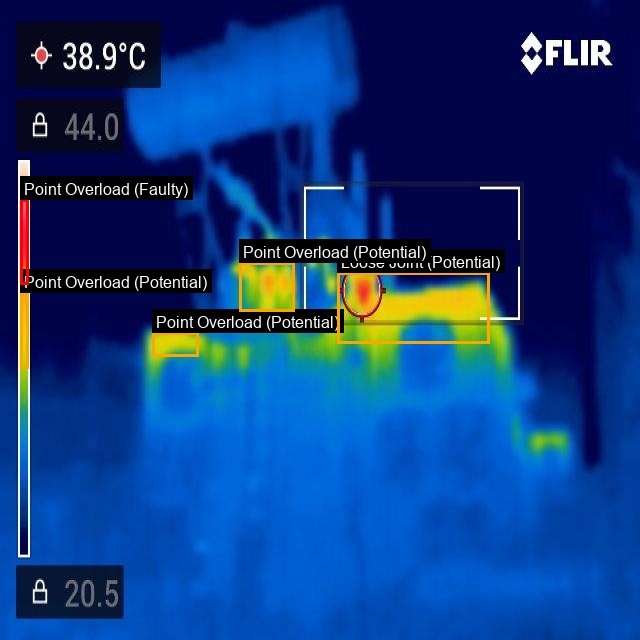 38.9°C
FLIR
44.0
Point Overload (Faulty)
Point Overload (Potential)
Loose Joint (Potential)
Point Overload (Potential)
Point Overload (Potential)
20.5